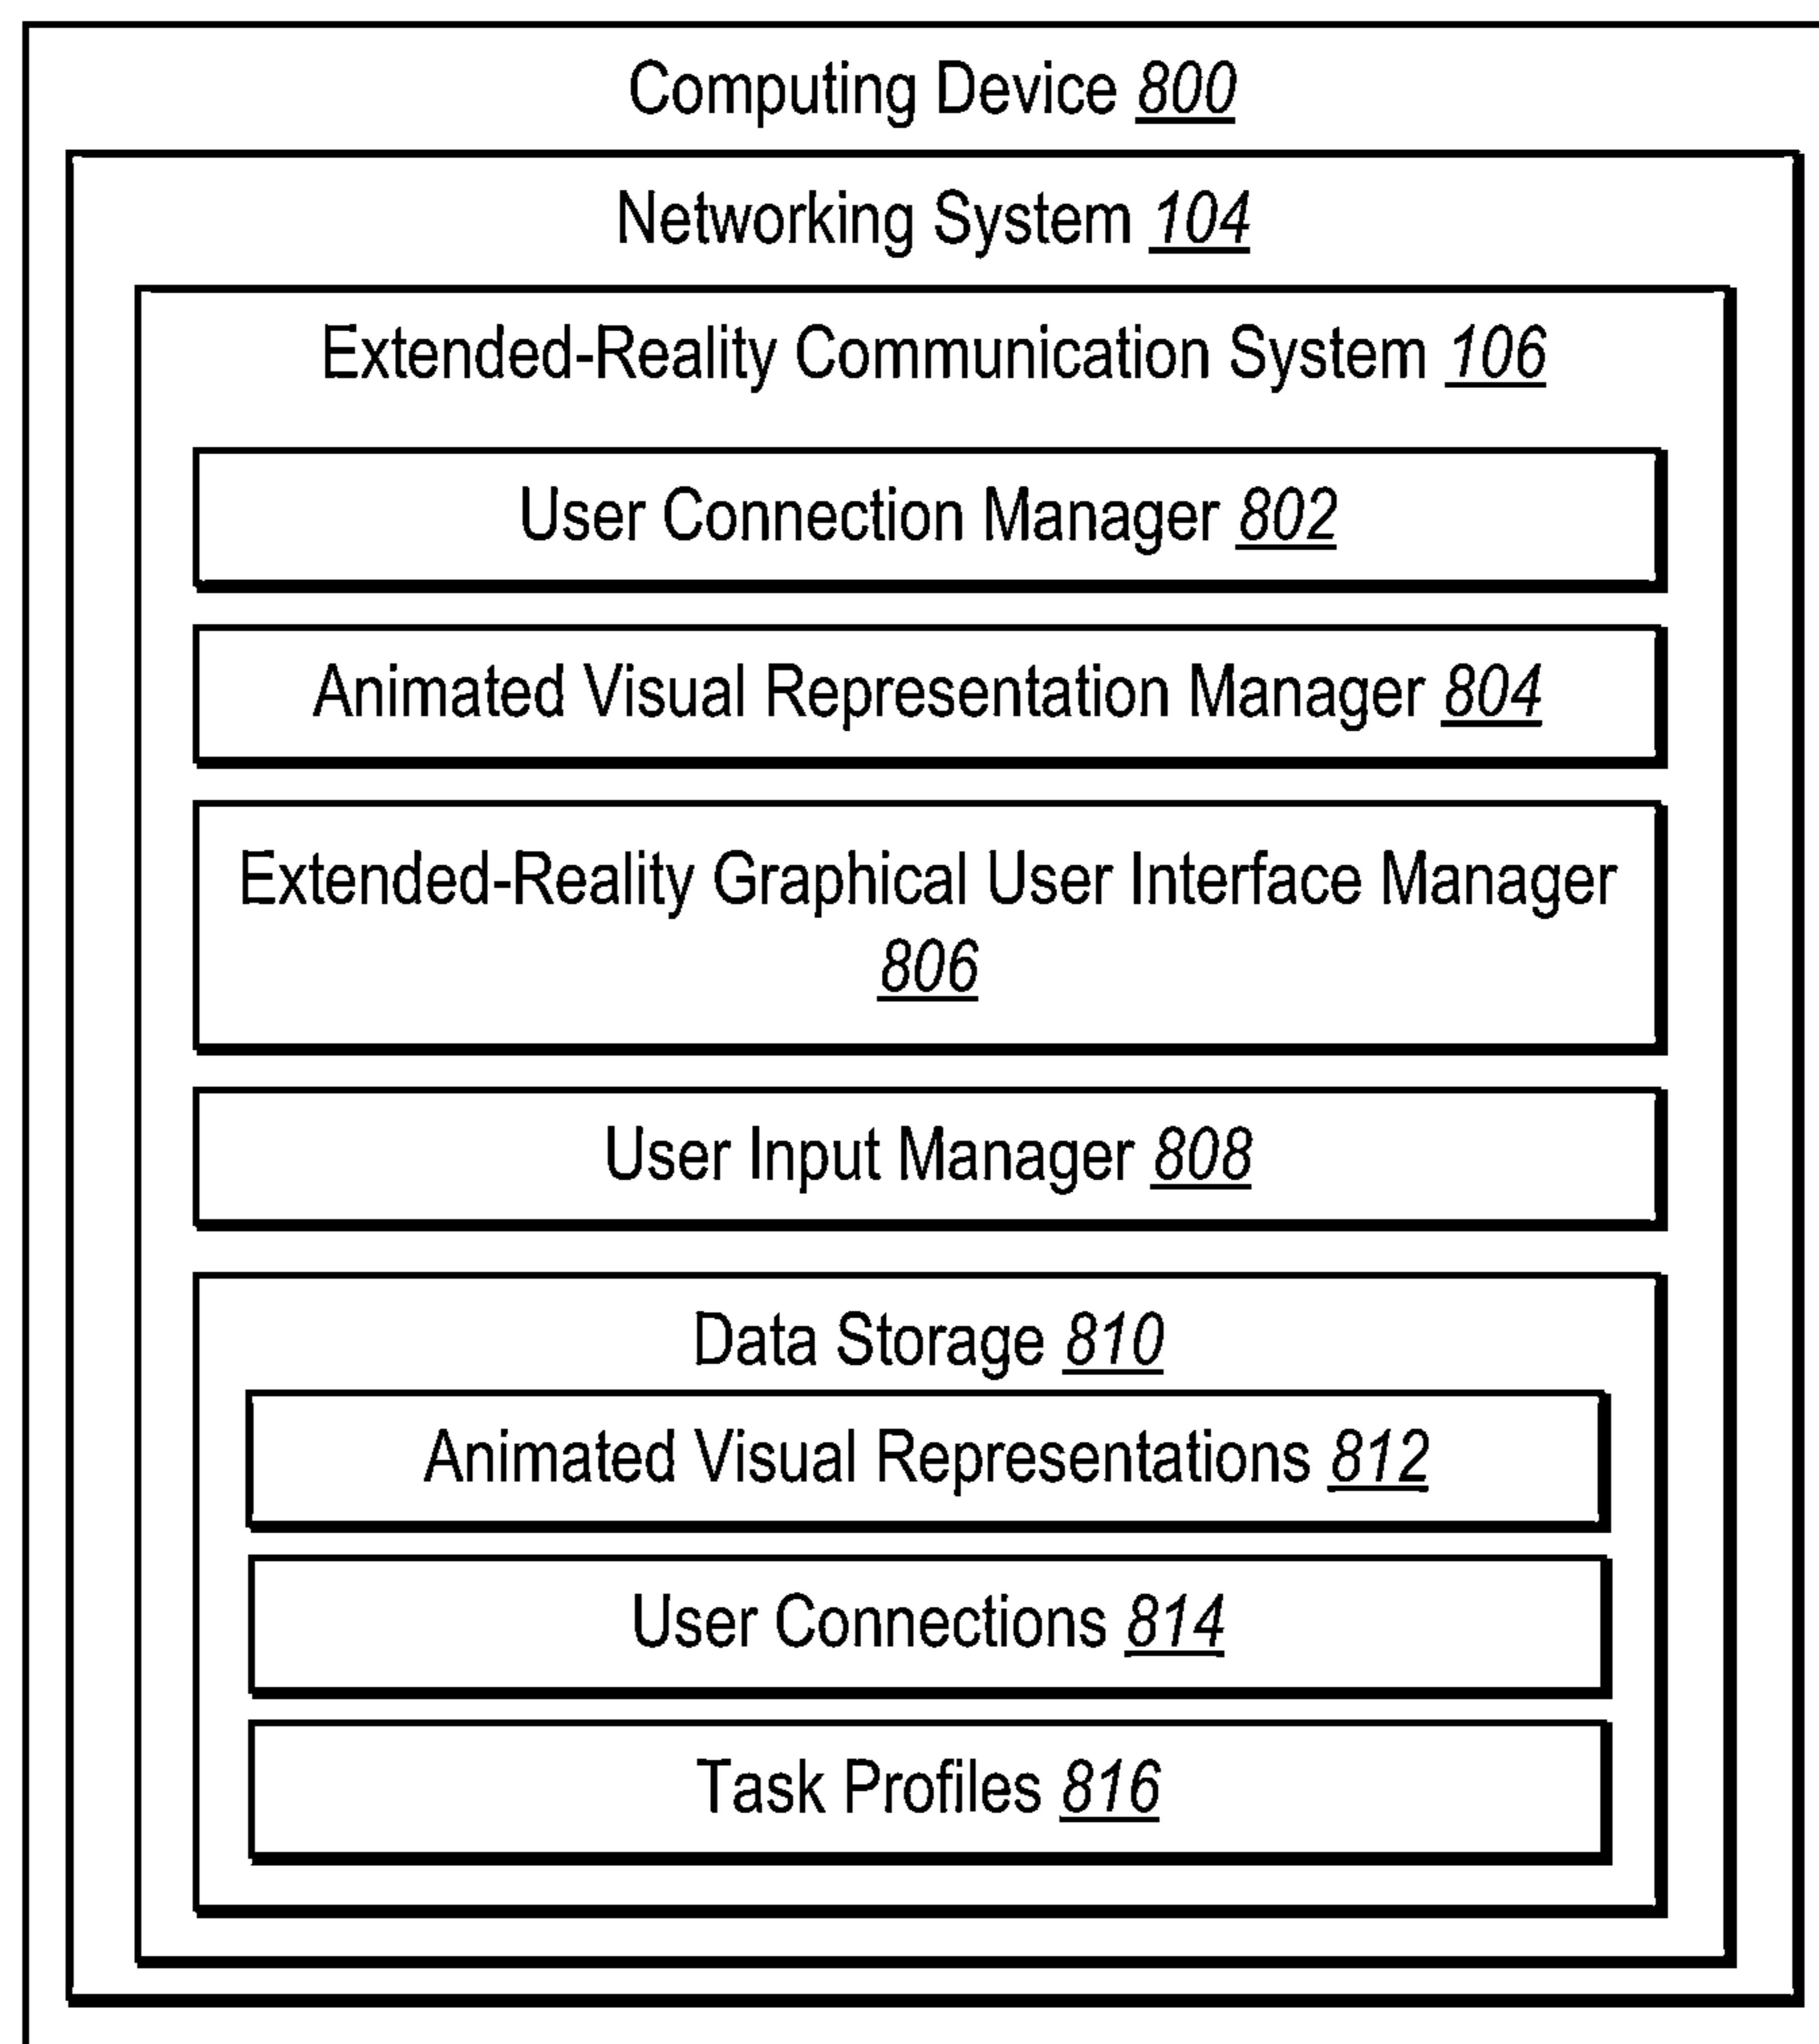 Computing Device 800
Networking System 104
Extended-Reality Communication System 106
User Connection Manager 802
Animated Visual Representation Manager 804
Extended-Reality Graphical User Interface Manager
806
User Input Manager 808
Data Storage 810
Animated Visual Representations 812
User Connections 814
Task Profiles 816